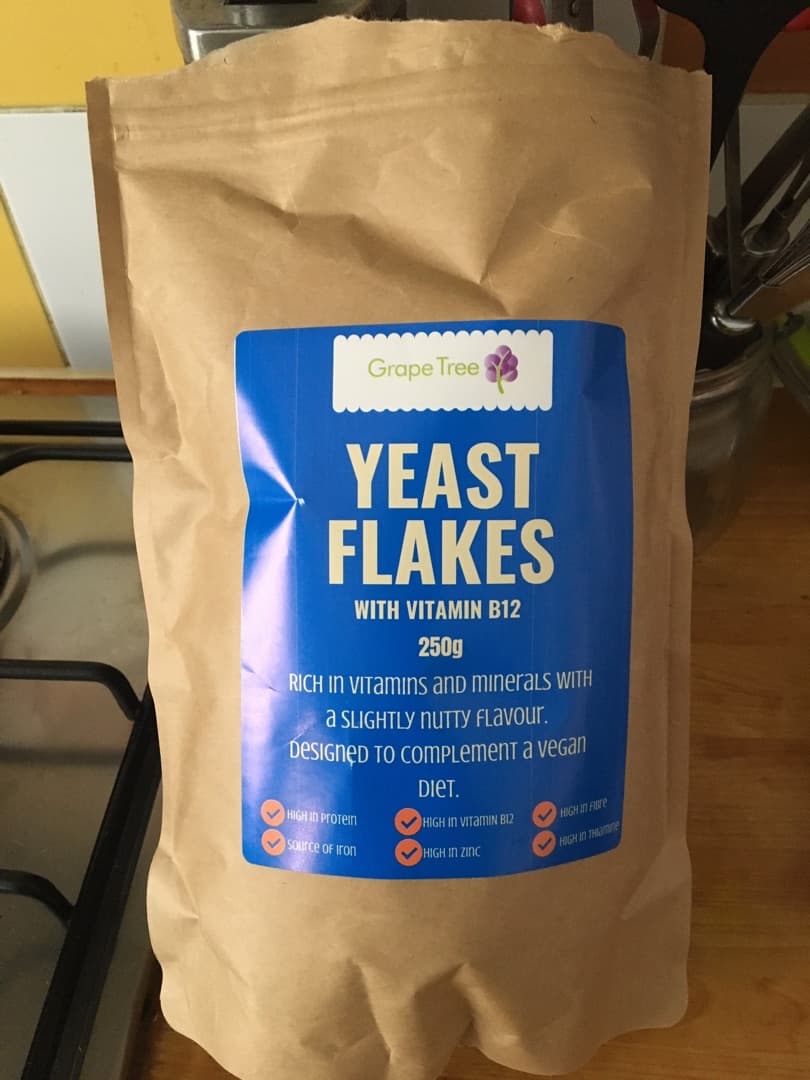 Grape Tree
YEAST
FLAKES
WITH VITAMIN B12
250g
RICH IN VITAMINS AND MINERALS WITH
A SLIGHTLY NUTTY FLAVOUR.
DESIGNED TO COMPLEMENT A VEGAN
DIET.
HIGH IN PROTEIN
HIGH IN VITAMIN B12
HIGH IN FIBRE
SOURCE OF IRON
HIGH IN ZINC
HIGH IN THIAMINE